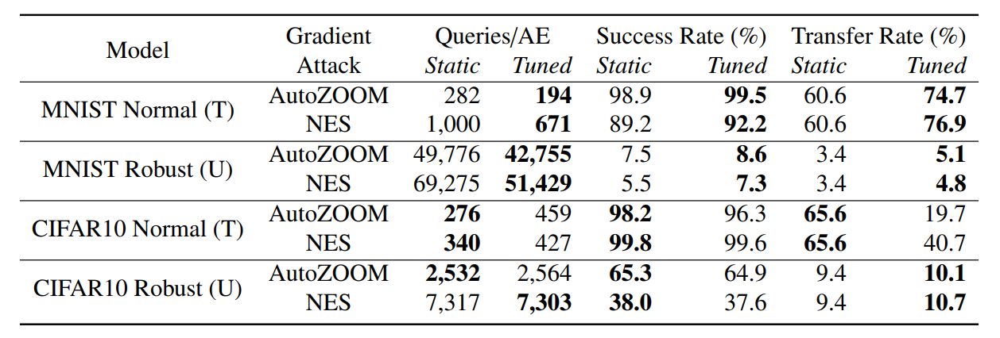 Model Gradient Attack Queries/AE Success Rate (%) Transfer Rate (%)
Static Tuned Static Tuned Static Tuned
MNIST Normal (T) AutoZOOM 282 194 98.9 99.5 60.6 74.7
NES 1,000 671 89.2 92.2 60.6 76.9
MNIST Robust (U) AutoZOOM 49,776 42,755 7.5 8.6 3.4 5.1
NES 69,275 51,429 5.5 7.3 3.4 4.8
CIFAR10 Normal (T) AutoZOOM 276 459 98.2 96.3 65.6 19.7
NES 340 427 99.8 99.6 65.6 40.7
CIFAR10 Robust (U) AutoZOOM 2,532 2,564 65.3 64.9 9.4 10.1
NES 7,317 7,303 38.0 37.6 9.4 10.7